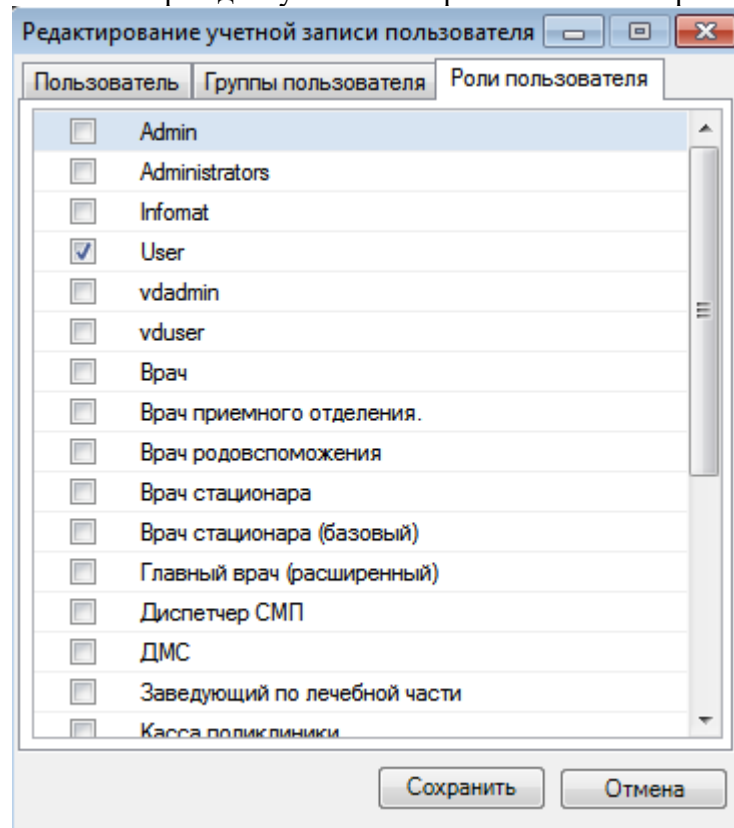 Редактирование учетной записи пользователя
Пользователь Группы пользователя Роли пользователя
Admin
Administrators
Infomat
User
vdadmin
vduser
Врач
Врач приемного отделения.
Врач родовспоможения
Врач стационара
Врач стационара (базовый)
Главный врач (расширенный)
Диспетчер СМП
ДМС
Заведующий по лечебной части
Касса поликлиники
Сохранить Отмена